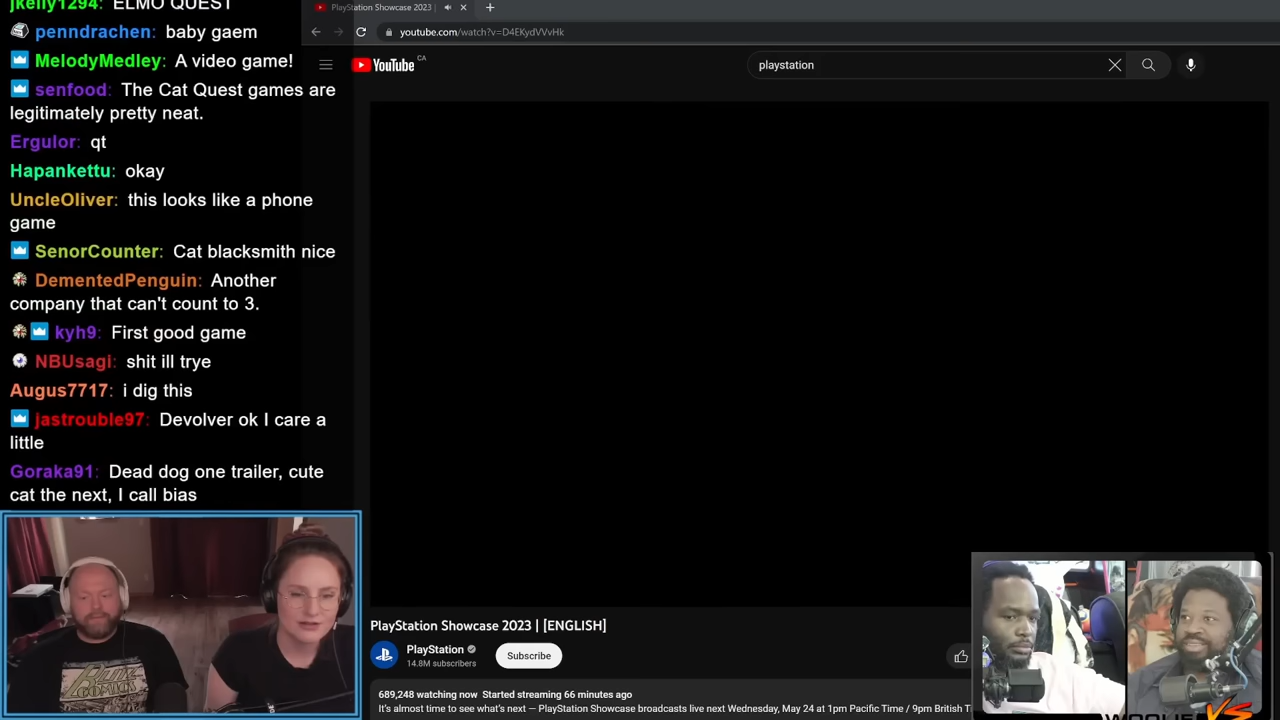 jkelly1294: ELMO QUEST
penndrachen: baby gaem
MelodyMedley: A video game!
senfood: The Cat Quest games are
legitimately pretty neat.
Ergulor: qt
Hapankettu: okay
UncleOliver: this looks like a phone
game
SenorCounter: Cat blacksmith nice
DementedPenguin: Another
company that can't count to 3.
kyh9: First good game
NBUsagi: shit ill trye
Augus7717: i dig this
jastrouble97: Devolver ok I care a
little
Goraka91: Dead dog one trailer, cute
cat the next, I call bias
PlayStation Showcase 2023 |
youtube.com/watch?v=D4EKydVVvHk
YouTube CA
playstation
PlayStation Showcase 2023 | [ENGLISH]
PlayStation
14.8M subscribers
Subscribe
689,248 watching now Started streaming 66 minutes ago
It's almost time to see what's next — PlayStation Showcase broadcasts live next Wednesday, May 24 at 1pm Pacific Time / 9pm British T
VS